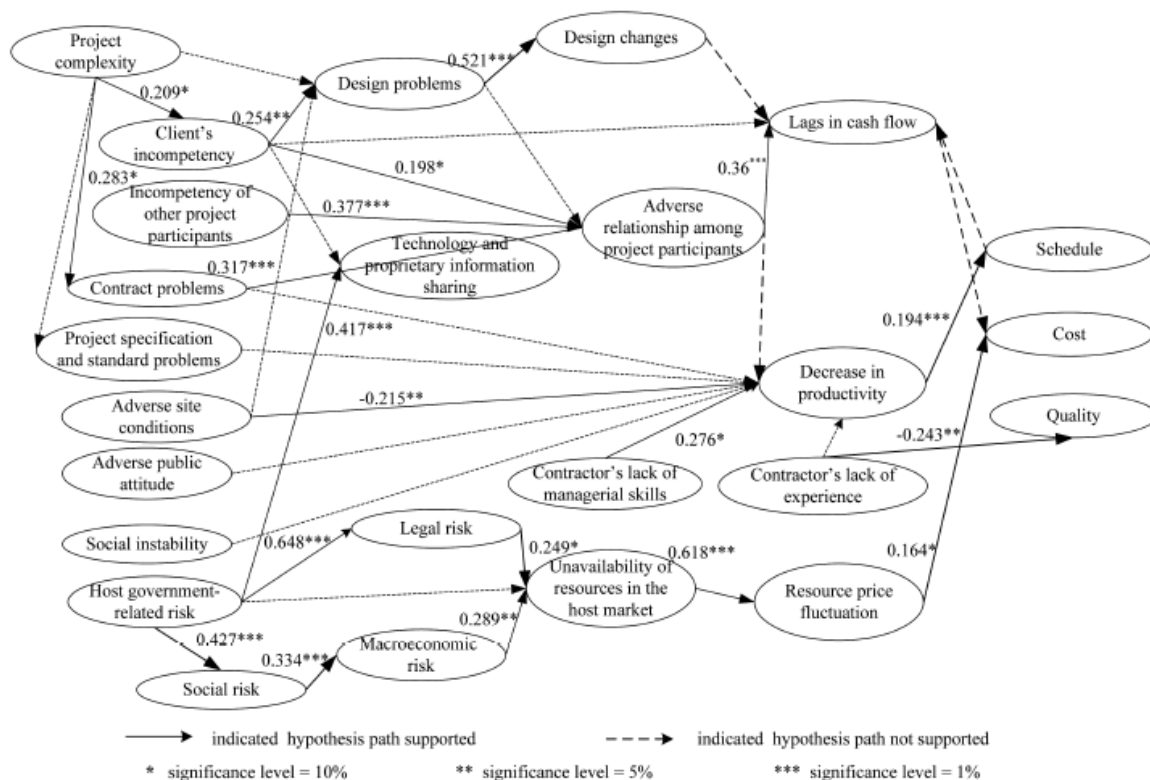 Project
complexity
Design changes
0.521***
Design problems
0.209*
0.254**
Lags in cash flow
Client's
incompetency
0.36***
0.198*
0.283*
Incompetency of
other project
participants
0.377***
Adverse
relationship among
project participants
Technology and
proprietary information
sharing
Schedule
0.317***
Contract problems
0.417***
0.194***
Project specification
and standard problems
Cost
Decrease in
productivity
-0.215**
Adverse site
conditions
Quality
-0.243**
0.276*
Adverse public
attitude
Contractor's lack of
managerial skills
Contractor's lack of
experience
Legal risk
Social instability
0.648***
0.249*
0.618***
0.164*
Unavailability of
resources in the
host market
Host government-
related risk
Resource price
fluctuation
0.289**
0.427***
0.334***
Macroeconomic
risk
Social risk
indicated hypothesis path supported
indicated hypothesis path not supported
* significance level = 10%
** significance level = 5%
*** significance level = 1%